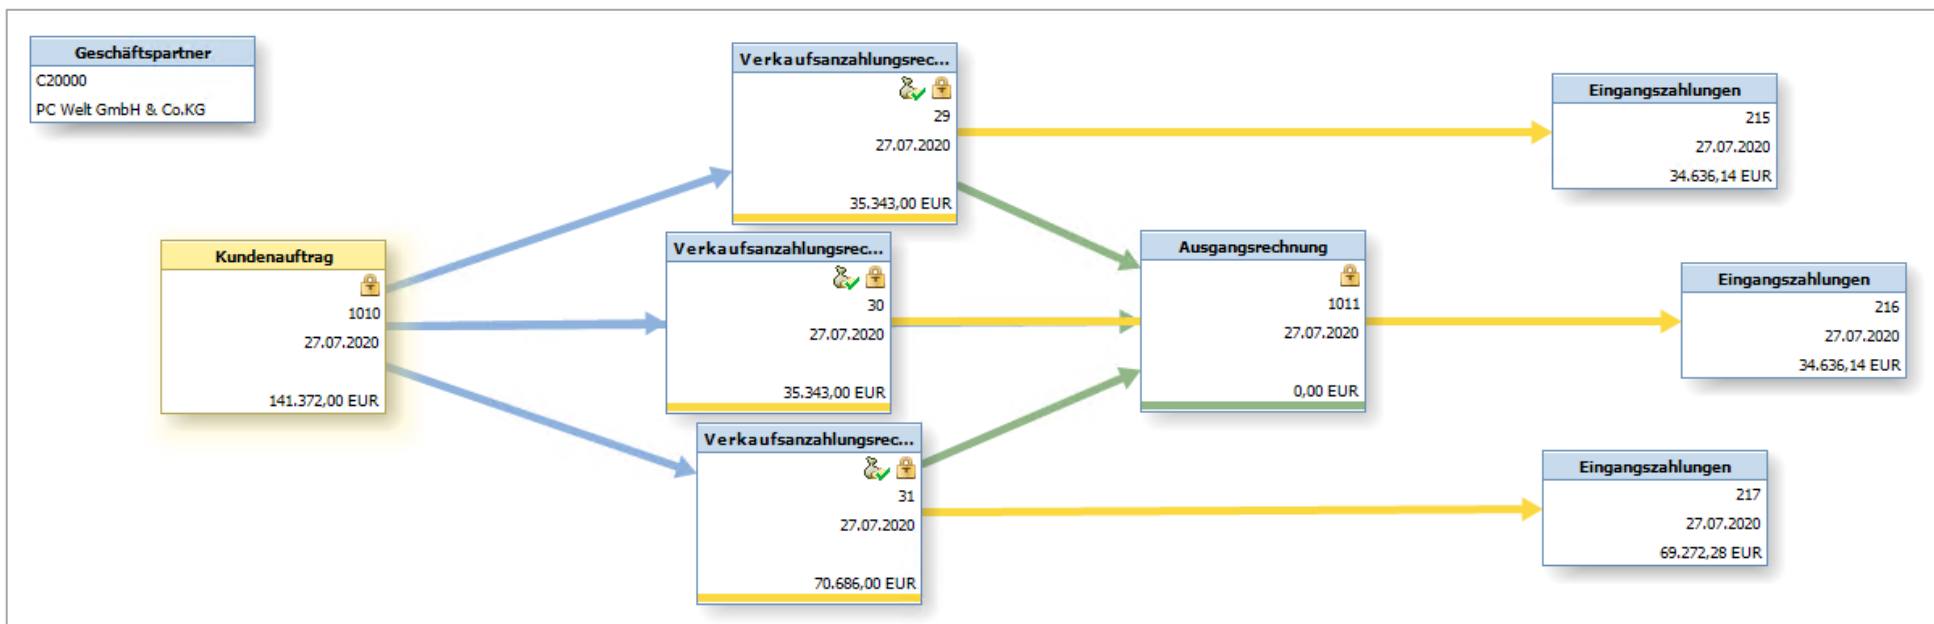 Geschäftspartner
C20000
PC Welt GmbH & Co.KG
Kundenauftrag
1010
27.07.2020
141.372,00 EUR
Verkaufsanzahlungsrec...
29
27.07.2020
35.343,00 EUR
Verkaufsanzahlungsrec...
30
27.07.2020
35.343,00 EUR
Verkaufsanzahlungsrec...
31
27.07.2020
70.686,00 EUR
Ausgangsrechnung
1011
27.07.2020
0,00 EUR
Eingangszahlungen
215
27.07.2020
34.636,14 EUR
Eingangszahlungen
216
27.07.2020
34.636,14 EUR
Eingangszahlungen
217
27.07.2020
69.272,28 EUR